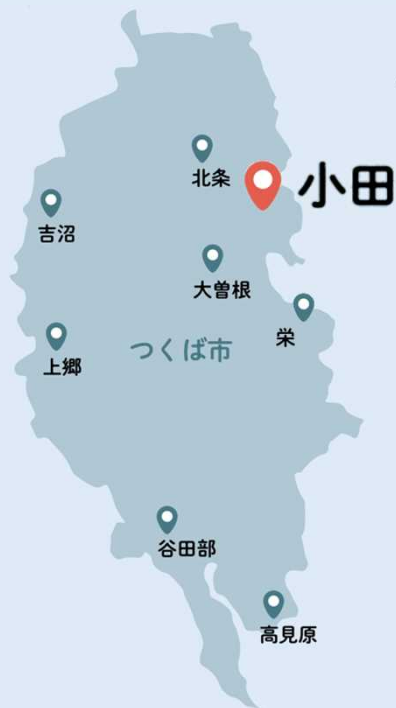 北条
小田
吉沼
大曽根
栄
つくば市
上郷
谷田部
高見原